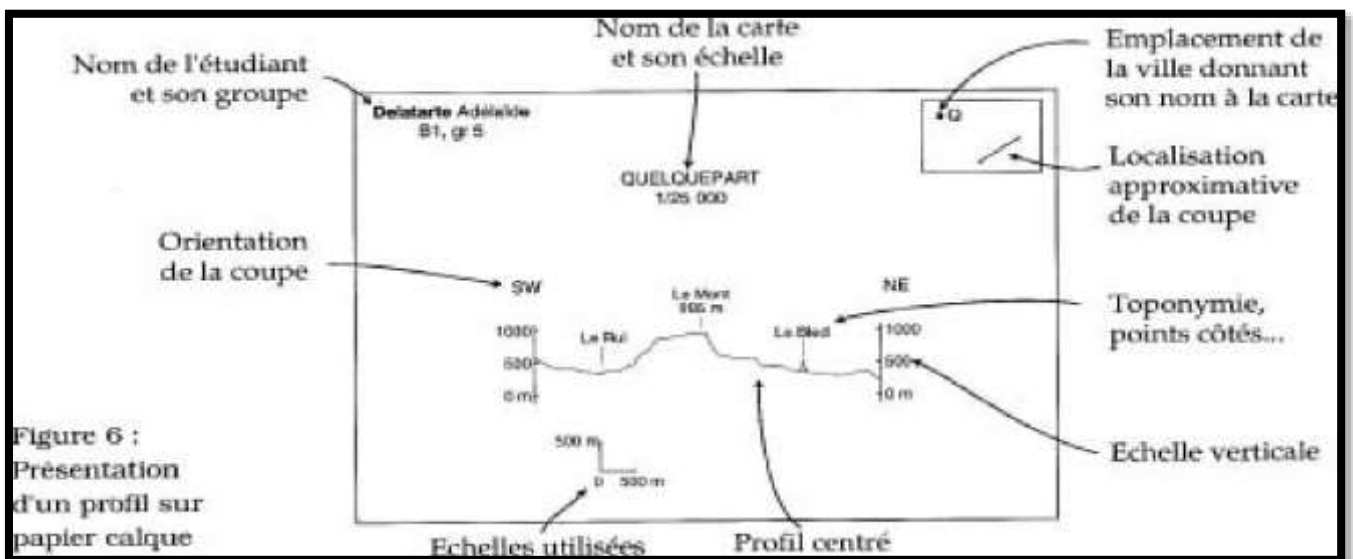 Nom de la carte
et son échelle
Nom de l'étudiant
et son groupe
Emplacement de
la ville donnant
son nom à la carte
Delatarte Adélaïde
B1, gr 5
Q
QUELQUEPART
1/25 000
Localisation
approximative
de la coupe
Orientation
de la coupe
SW
NE
Le Mont
985 m
Le Rui
Le Bled
1000
500
0 m
1000
500
0 m
Toponymie,
points côtés...
Echelle verticale
500 m
0 500 m
Figure 6 :
Présentation
d'un profil sur
papier calque
Echelles utilisées
Profil centré